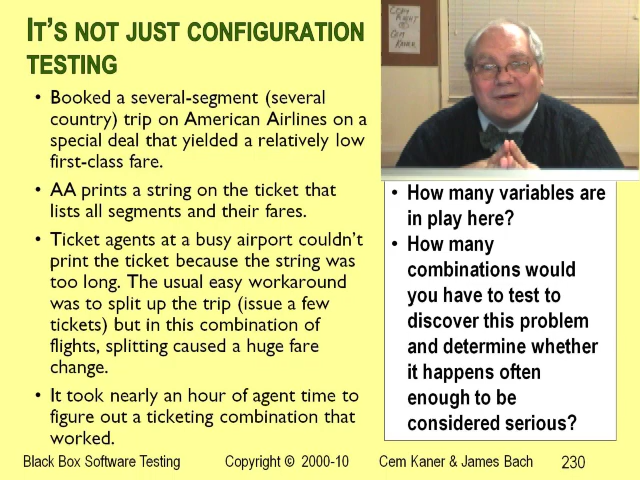 IT'S NOT JUST CONFIGURATION
TESTING
• Booked a several-segment (several
country) trip on American Airlines on a
special deal that yielded a relatively low
first-class fare.
• AA prints a string on the ticket that
lists all segments and their fares.
• Ticket agents at a busy airport couldn't
print the ticket because the string was
too long. The usual easy workaround
was to split up the trip (issue a few
tickets) but in this combination of
flights, splitting caused a huge fare
change.
• It took nearly an hour of agent time to
figure out a ticketing combination that
worked.
COPY
RIGHT
©
CEM
KANER
• How many variables are
in play here?
• How many
combinations would
you have to test to
discover this problem
and determine whether
it happens often
enough to be
considered serious?
Black Box Software Testing Copyright © 2000-10 Cem Kaner & James Bach 230